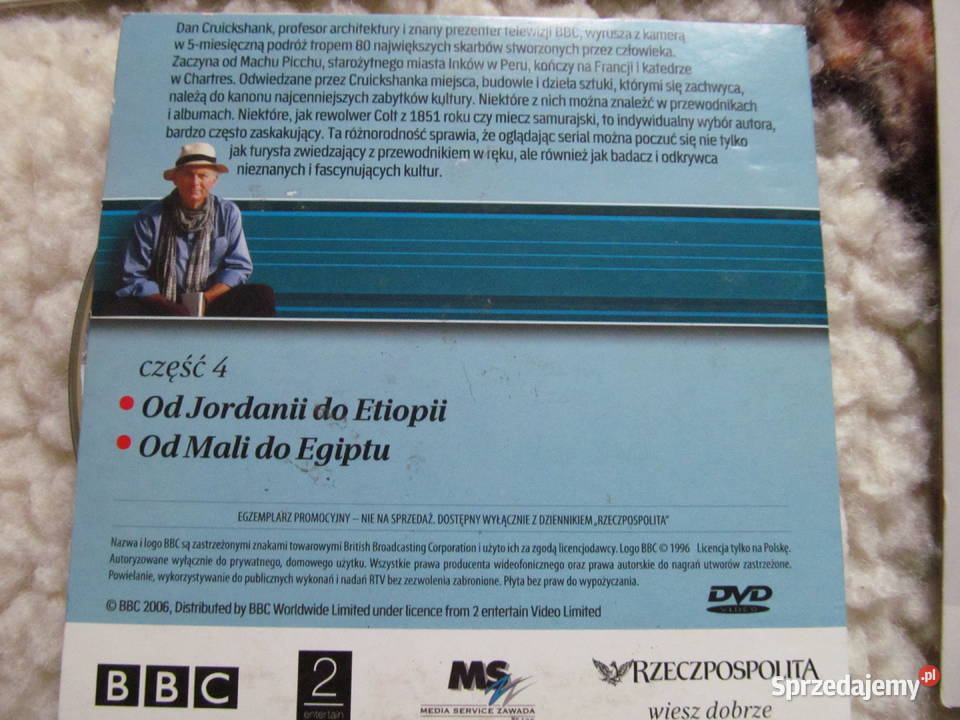 Dan Cruickshank, profesor architektury i znany prezenter telewizji BBC, wyrusza z kamerą
w 5-miesięczną podróż tropem 80 największych skarbów stworzonych przez człowieka.
Zaczyna od Machu Picchu, starożytnego miasta Inków w Peru, kończy na Francji i katedrze
w Chartres. Odwiedzane przez Cruickshanka miejsca, budowle i dzieła sztuki, którymi się zachwyca,
należą do kanonu najcenniejszych zabytków kultury. Niektóre z nich można znaleźć w przewodnikach
i albumach. Niektóre, jak rewolwer Colt z 1851 roku czy miecz samurajski, to indywidualny wybór autora,
bardzo często zaskakujący. Ta różnorodność sprawia, że oglądając serial można poczuć się nie tylko
jak turysta zwiedzający z przewodnikiem w ręku, ale również jak badacz i odkrywca
nieznanych i fascynujących kultur.
część 4
• Od Jordanii do Etiopii
• Od Mali do Egiptu
EGZEMPLARZ PROMOCYJNY – NIE NA SPRZEDAŻ. DOSTĘPNY WYŁĄCZNIE Z DZIENNIKIEM „RZECZPOSPOLITA"
Nazwa i logo BBC są zastrzeżonymi znakami towarowymi British Broadcasting Corporation i użyto ich za zgodą licencjodawcy. Logo BBC © 1996 Licencja tylko na Polskę.
Autoryzowane wyłącznie do prywatnego, domowego użytku. Wszystkie prawa producenta wideofonicznego oraz prawa autorskie do nagrań utworów zastrzeżone.
Powielanie, wykorzystywanie do publicznych wykonań i nadań RTV bez zezwolenia zabronione. Płyta bez praw do wypożyczania.
DVD
VIDEO
© BBC 2006, Distributed by BBC Worldwide Limited under licence from 2 entertain Video Limited
BBC
2
entertain
MS
MEDIA SERVICE ZAWADA
RZECZPOSPOLITA
wiesz dobrze
Sprzedajemy.pl